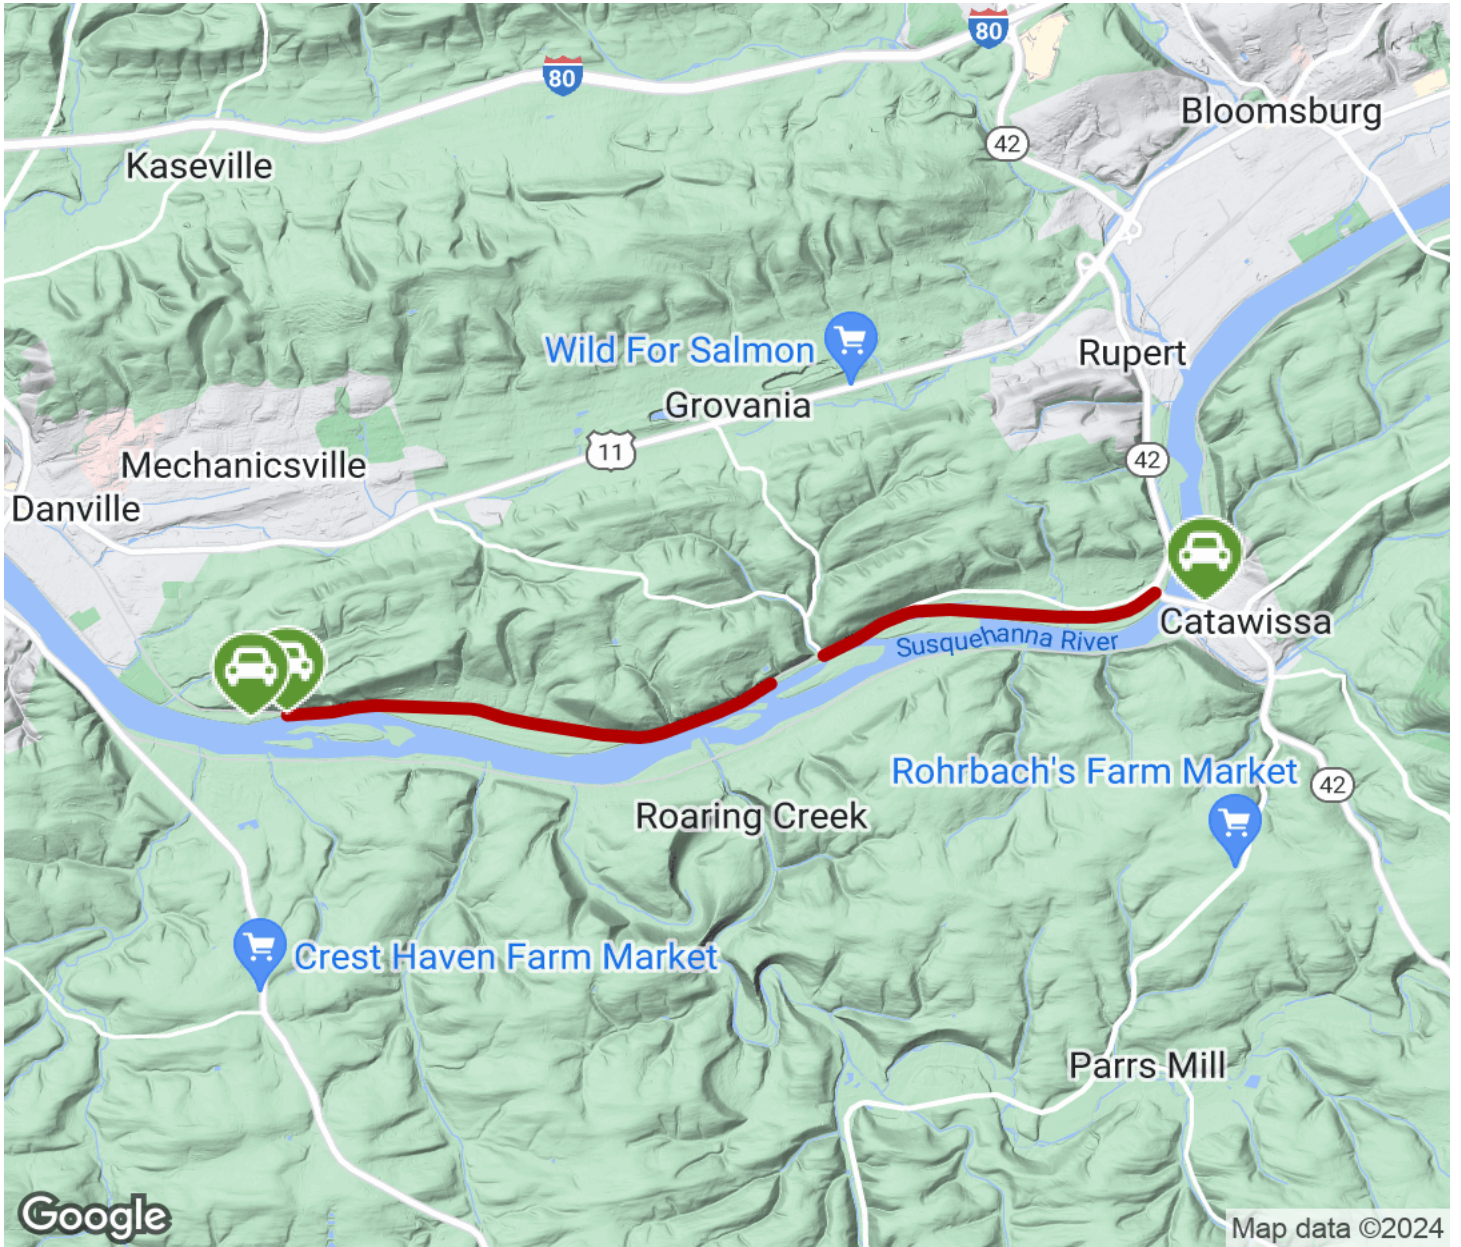 80
80
Bloomsburg
42
Kaseville
Wild For Salmon
Rupert
Grovania
11
42
Mechanicsville
Danville
Catawissa
Susquehanna River
Rohrbach's Farm Market
42
Roaring Creek
Crest Haven Farm Market
Parrs Mill
Google
Map data ©2024